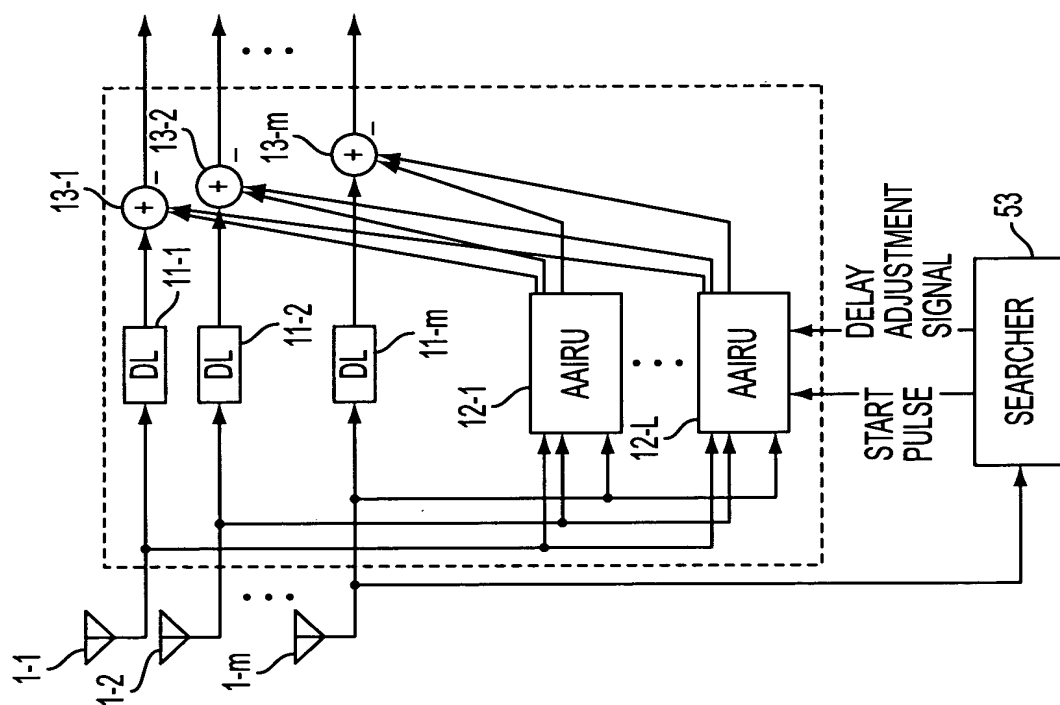 1-1
1-2
1-m
DL
11-1
DL
11-2
DL
11-m
13-1
13-2
13-m
+
−
+
−
+
−
12-1
AAIRU
12-L
AAIRU
START
PULSE
DELAY
ADJUSTMENT
SIGNAL
SEARCHER
53